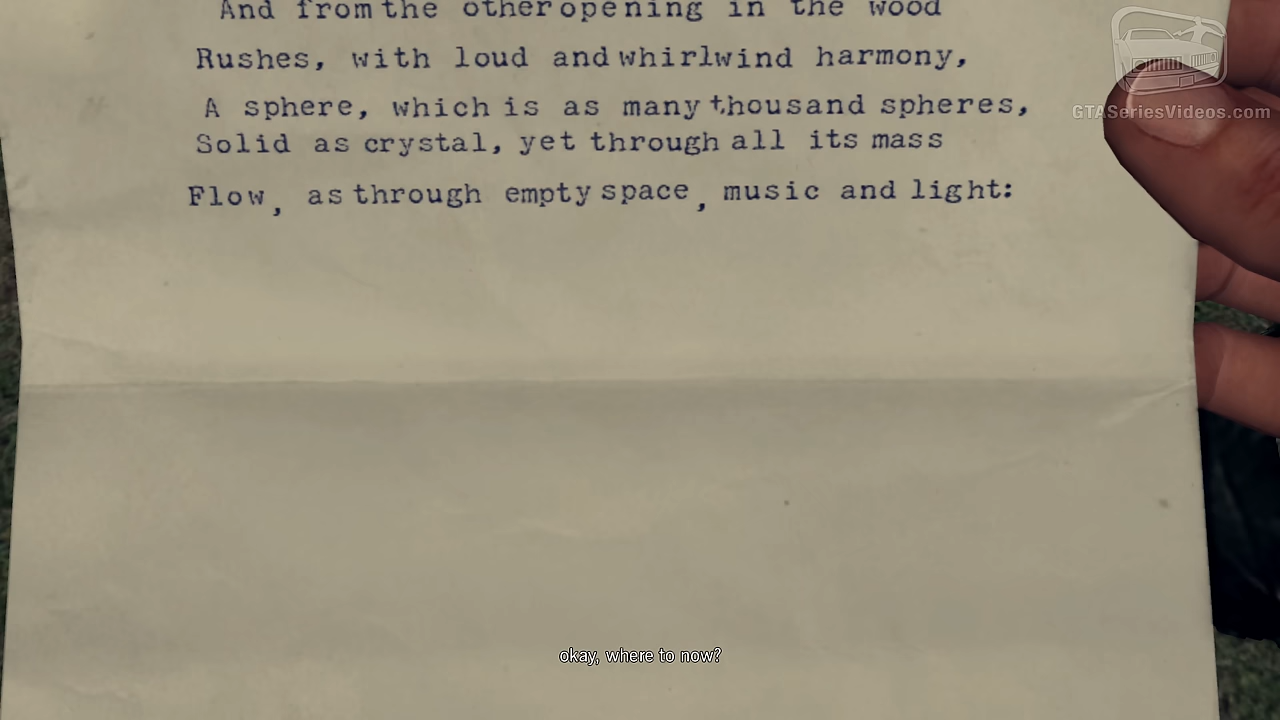 And from the other opening in the wood
Rushes, with loud and whirlwind harmony,
GTASeriesVideos.com
A sphere, which is as many thousand spheres,
Solid as crystal, yet through all its mass
Flow, as through empty space, music and light:
okay, where to now?